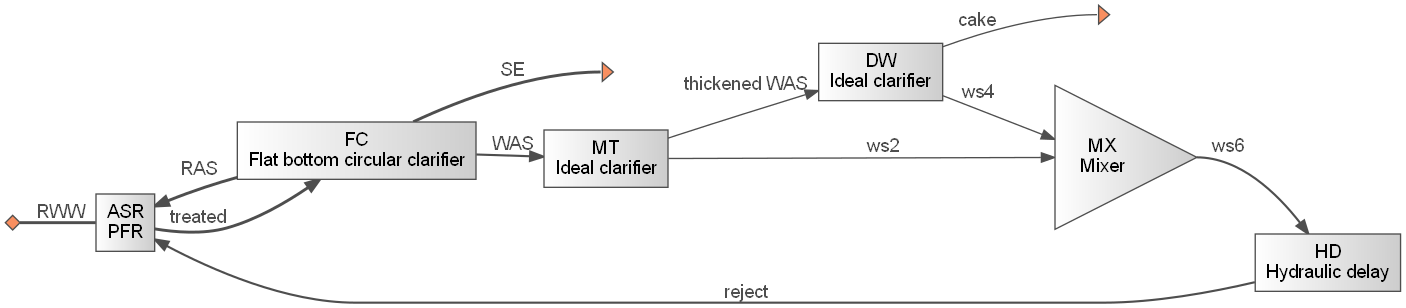 cake
DW
Ideal clarifier
SE
thickened WAS
ws4
FC
Flat bottom circular clarifier
WAS
MT
Ideal clarifier
ws2
MX
Mixer
ws6
RAS
RWW
ASR
PFR
treated
HD
Hydraulic delay
reject